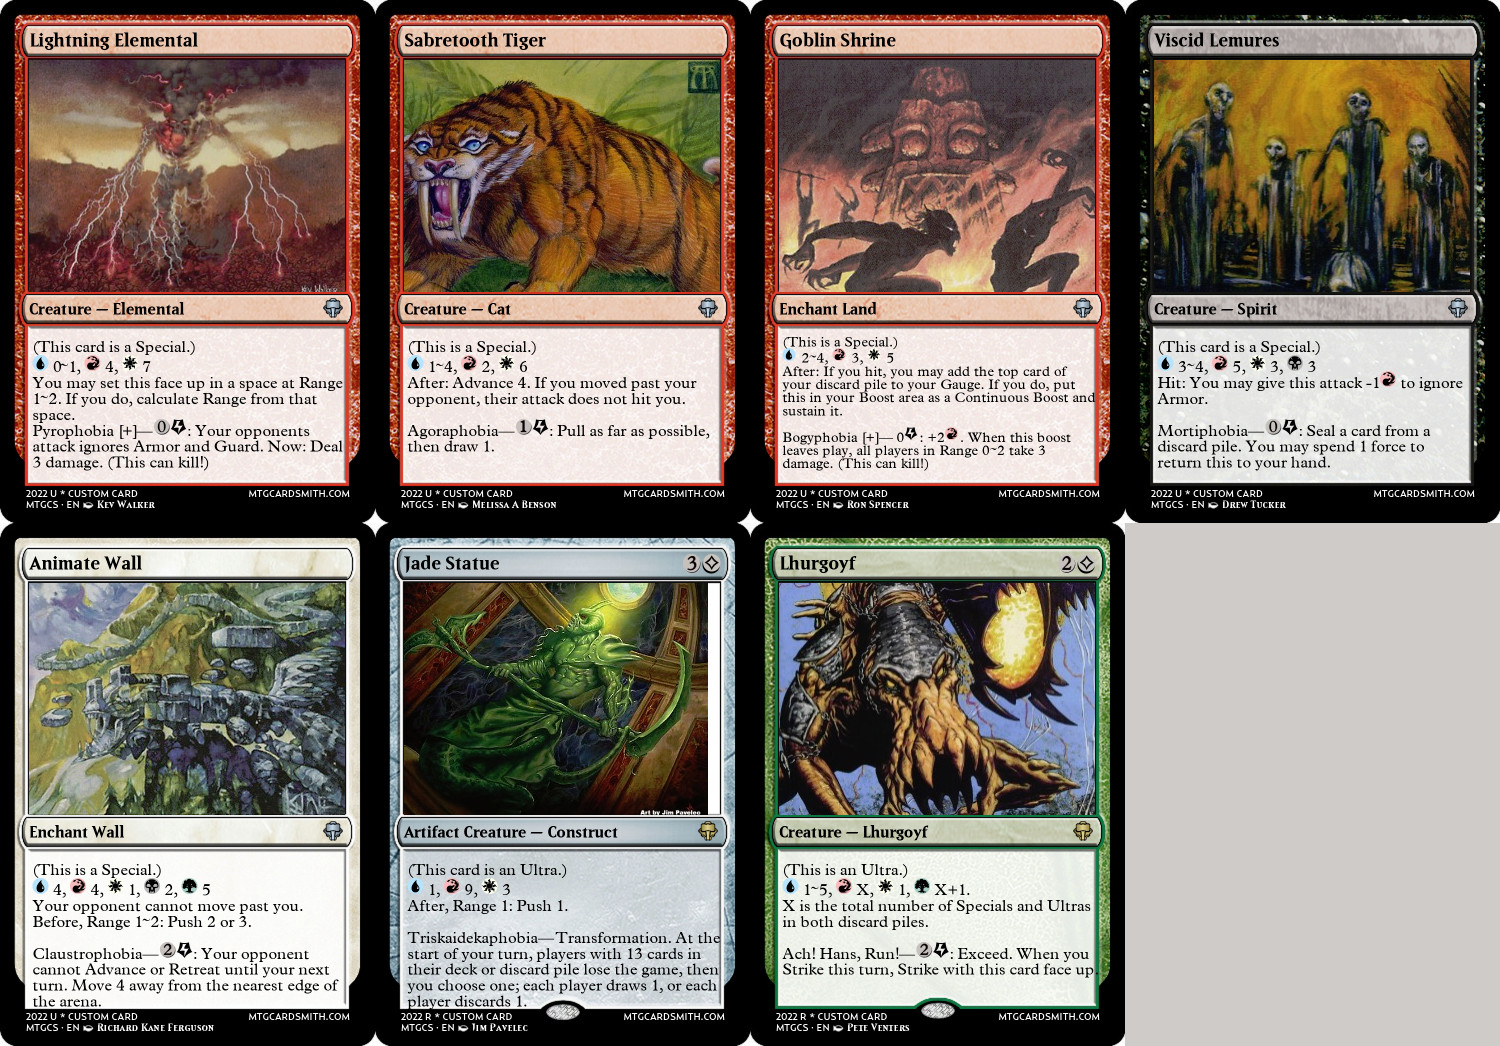 Lightning Elemental
Kev Walker
Creature — Elemental
(This card is a Special.)
0~1, 4, 7
You may set this face up in a space at Range
1~2. If you do, calculate Range from that
space.
Pyrophobia [+]—0: Your opponents
attack ignores Armor and Guard. Now: Deal
3 damage. (This can kill!)
2022 U * CUSTOM CARD
MTGCARDSMITH.COM
MTGCS · EN KEV WALKER
Sabretooth Tiger
Creature — Cat
(This card is a Special.)
1~4, 2, 6
After: Advance 4. If you moved past your
opponent, their attack does not hit you.
Agoraphobia—1: Pull as far as possible,
then draw 1.
2022 U * CUSTOM CARD
MTGCARDSMITH.COM
MTGCS · EN MELISSA A BENSON
Goblin Shrine
Enchant Land
(This is a Special.)
2~4, 3, 5
After: If you hit, you may add the top card of
your discard pile to your Gauge. If you do, put
this in your Boost area as a Continuous Boost and
sustain it.
Bogyphobia [+]— 0: +2. When this boost
leaves play, all players in Range 0~2 take 3
damage. (This can kill!)
2022 U * CUSTOM CARD
MTGCARDSMITH.COM
MTGCS · EN RON SPENCER
Viscid Lemures
Creature — Spirit
(This card is a Special.)
3~4, 5, 3, 3
Hit: You may give this attack -1 to ignore
Armor.
Mortiphobia—0: Seal a card from a
discard pile. You may spend 1 force to
return this to your hand.
2022 U * CUSTOM CARD
MTGCARDSMITH.COM
MTGCS · EN DREW TUCKER
Animate Wall
KANE
Enchant Wall
(This is a Special.)
4, 4, 1, 2, 5
Your opponent cannot move past you.
Before, Range 1~2: Push 2 or 3.
Claustrophobia—2: Your opponent
cannot Advance or Retreat until your next
turn. Move 4 away from the nearest edge of
the arena.
2022 U * CUSTOM CARD
MTGCARDSMITH.COM
MTGCS · EN RICHARD KANE FERGUSON
Jade Statue
3
Art by Jim Pavelec
Artifact Creature — Construct
(This card is an Ultra.)
1, 9, 3
After, Range 1: Push 1.
Triskaidekaphobia—Transformation. At the
start of your turn, players with 13 cards in
their deck or discard pile lose the game, then
you choose one; each player draws 1, or each
player discards 1.
2022 R * CUSTOM CARD
MTGCARDSMITH.COM
MTGCS · EN JIM PAVELEC
Lhurgoyf
2
Creature — Lhurgoyf
(This is an Ultra.)
1~5, X, 1, X+1.
X is the total number of Specials and Ultras
in both discard piles.
Ach! Hans, Run!—2: Exceed. When you
Strike this turn, Strike with this card face up.
2022 R * CUSTOM CARD
MTGCARDSMITH.COM
MTGCS · EN PETE VENTERS